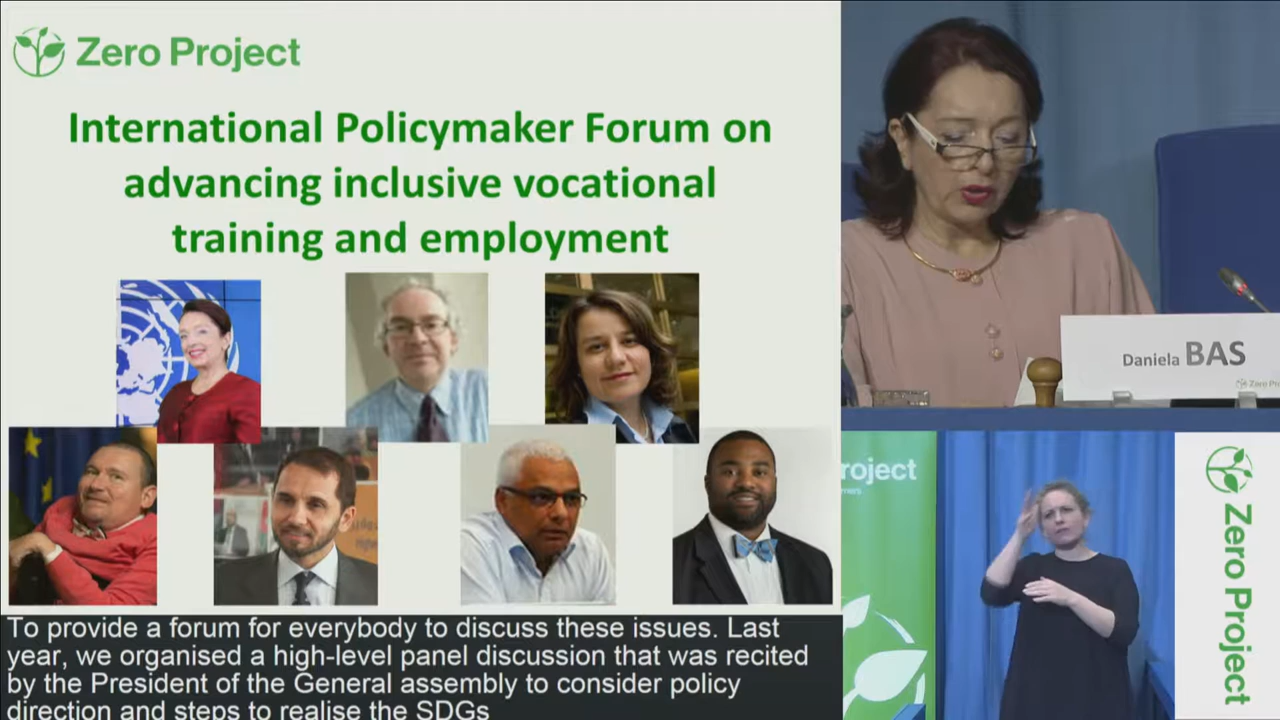 Zero Project
International Policymaker Forum on
advancing inclusive vocational
training and employment
Daniela BAS
Zero Pro
To provide a forum for everybody to discuss these issues. Last
year, we organised a high-level panel discussion that was recited
by the President of the General assembly to consider policy
direction and steps to realise the SDGs
roject
Zero Project